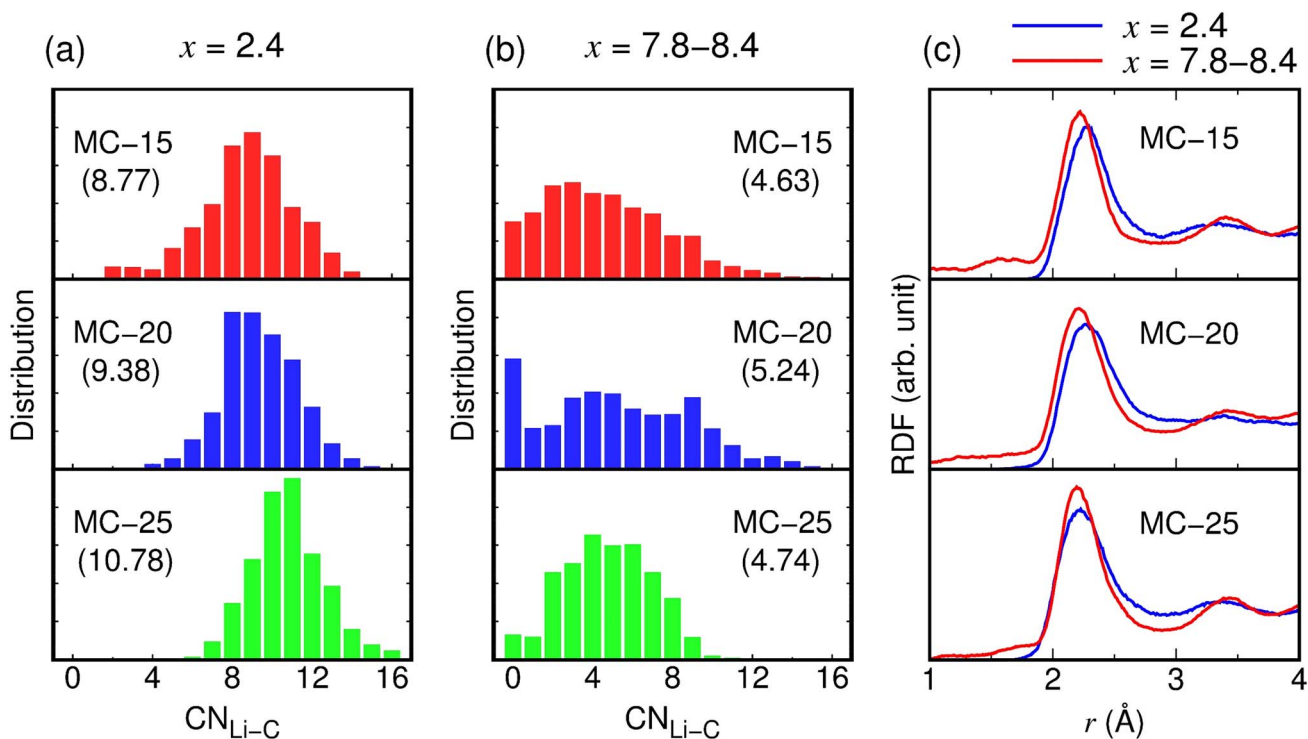 (a) x = 2.4
MC−15
(8.77)
MC−20
(9.38)
MC−25
(10.78)
Distribution
0 4 8 12 16
CNLi−C
(b) x = 7.8−8.4
MC−15
(4.63)
MC−20
(5.24)
MC−25
(4.74)
Distribution
0 4 8 12 16
CNLi−C
(c)
x = 2.4
x = 7.8−8.4
MC−15
MC−20
MC−25
RDF (arb. unit)
1 2 3 4
r (Å)